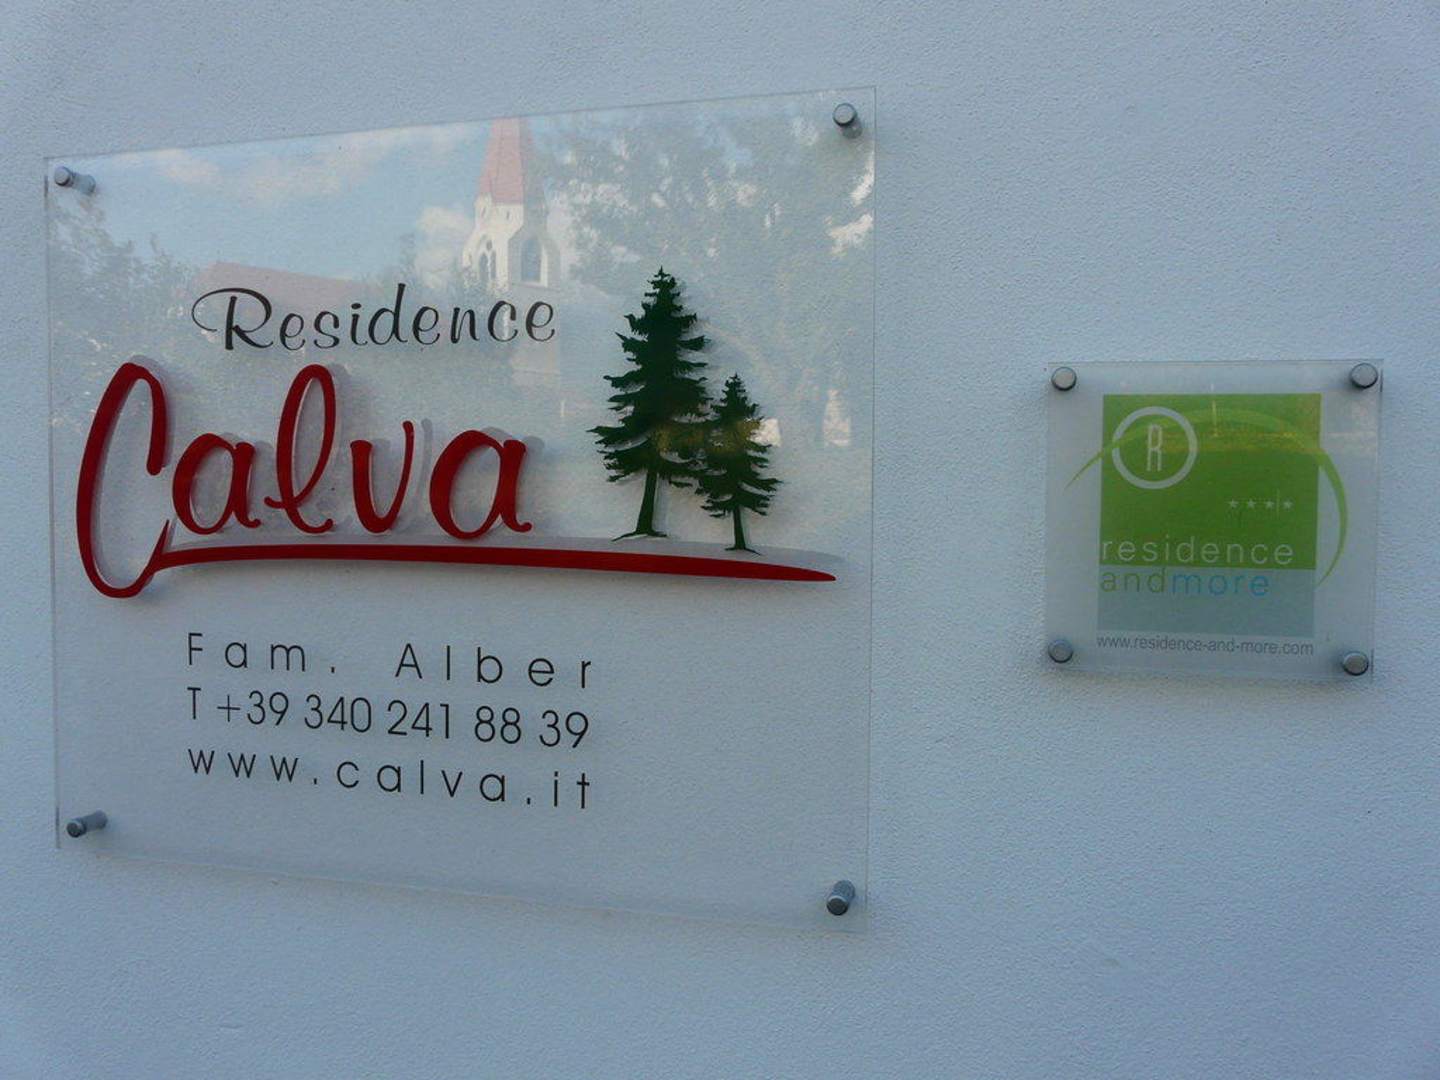 Residence
Calva
Fam. Alber
T +39 340 241 88 39
www.calva.it
R
residence
andmore
www.residence-and-more.com